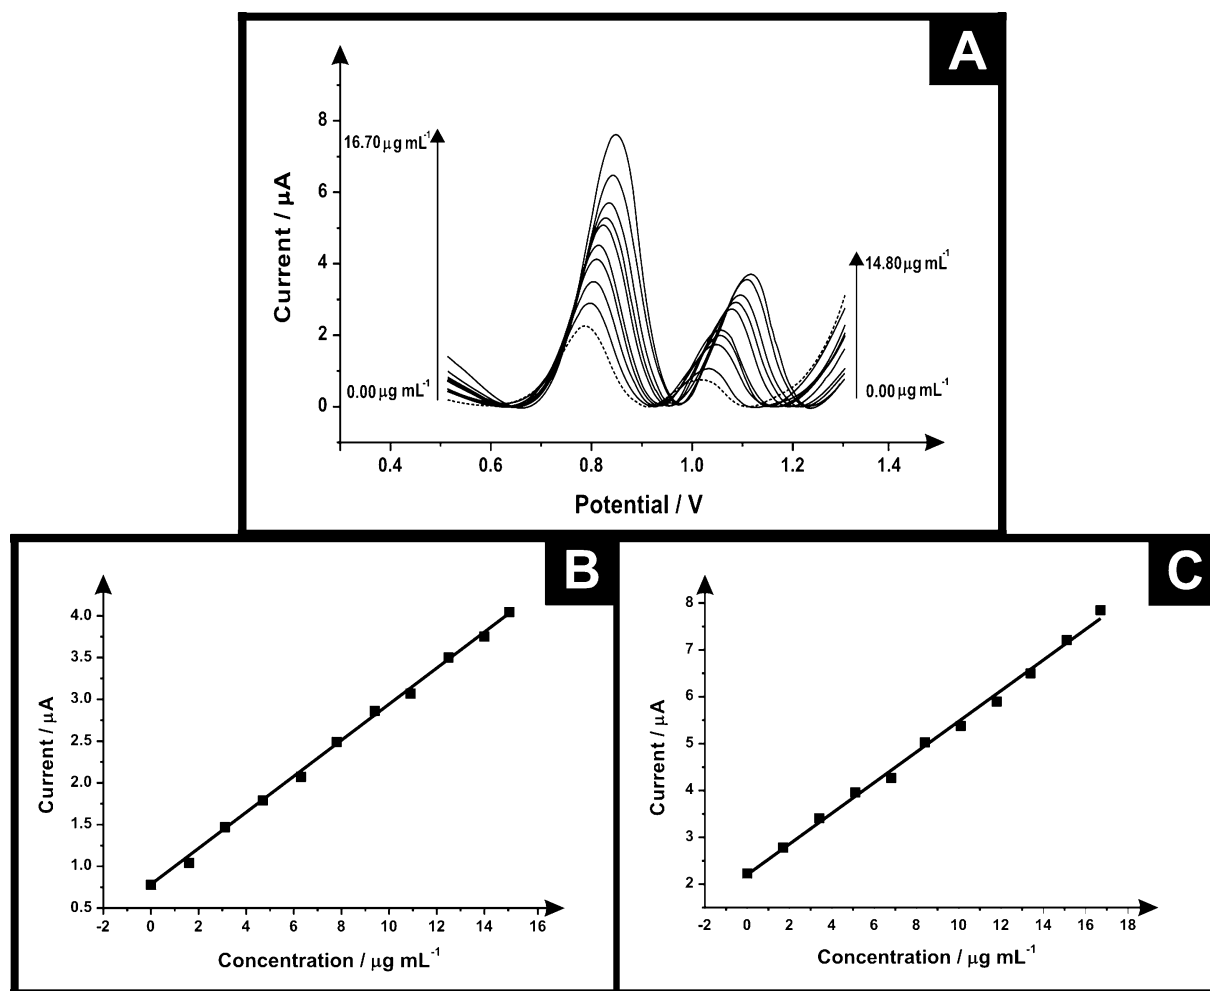 A
8
16.70 μg mL-1
6
Current / μA
4
14.80 μg mL-1
2
0.00 μg mL-1
0.00 μg mL-1
0
0.4 0.6 0.8 1.0 1.2 1.4
Potential / V
B
4.0
3.5
3.0
2.5
2.0
1.5
1.0
0.5
Current / μA
-2 0 2 4 6 8 10 12 14 16
Concentration / μg mL-1
C
8
7
6
5
4
3
2
Current / μA
-2 0 2 4 6 8 10 12 14 16 18
Concentration / μg mL-1